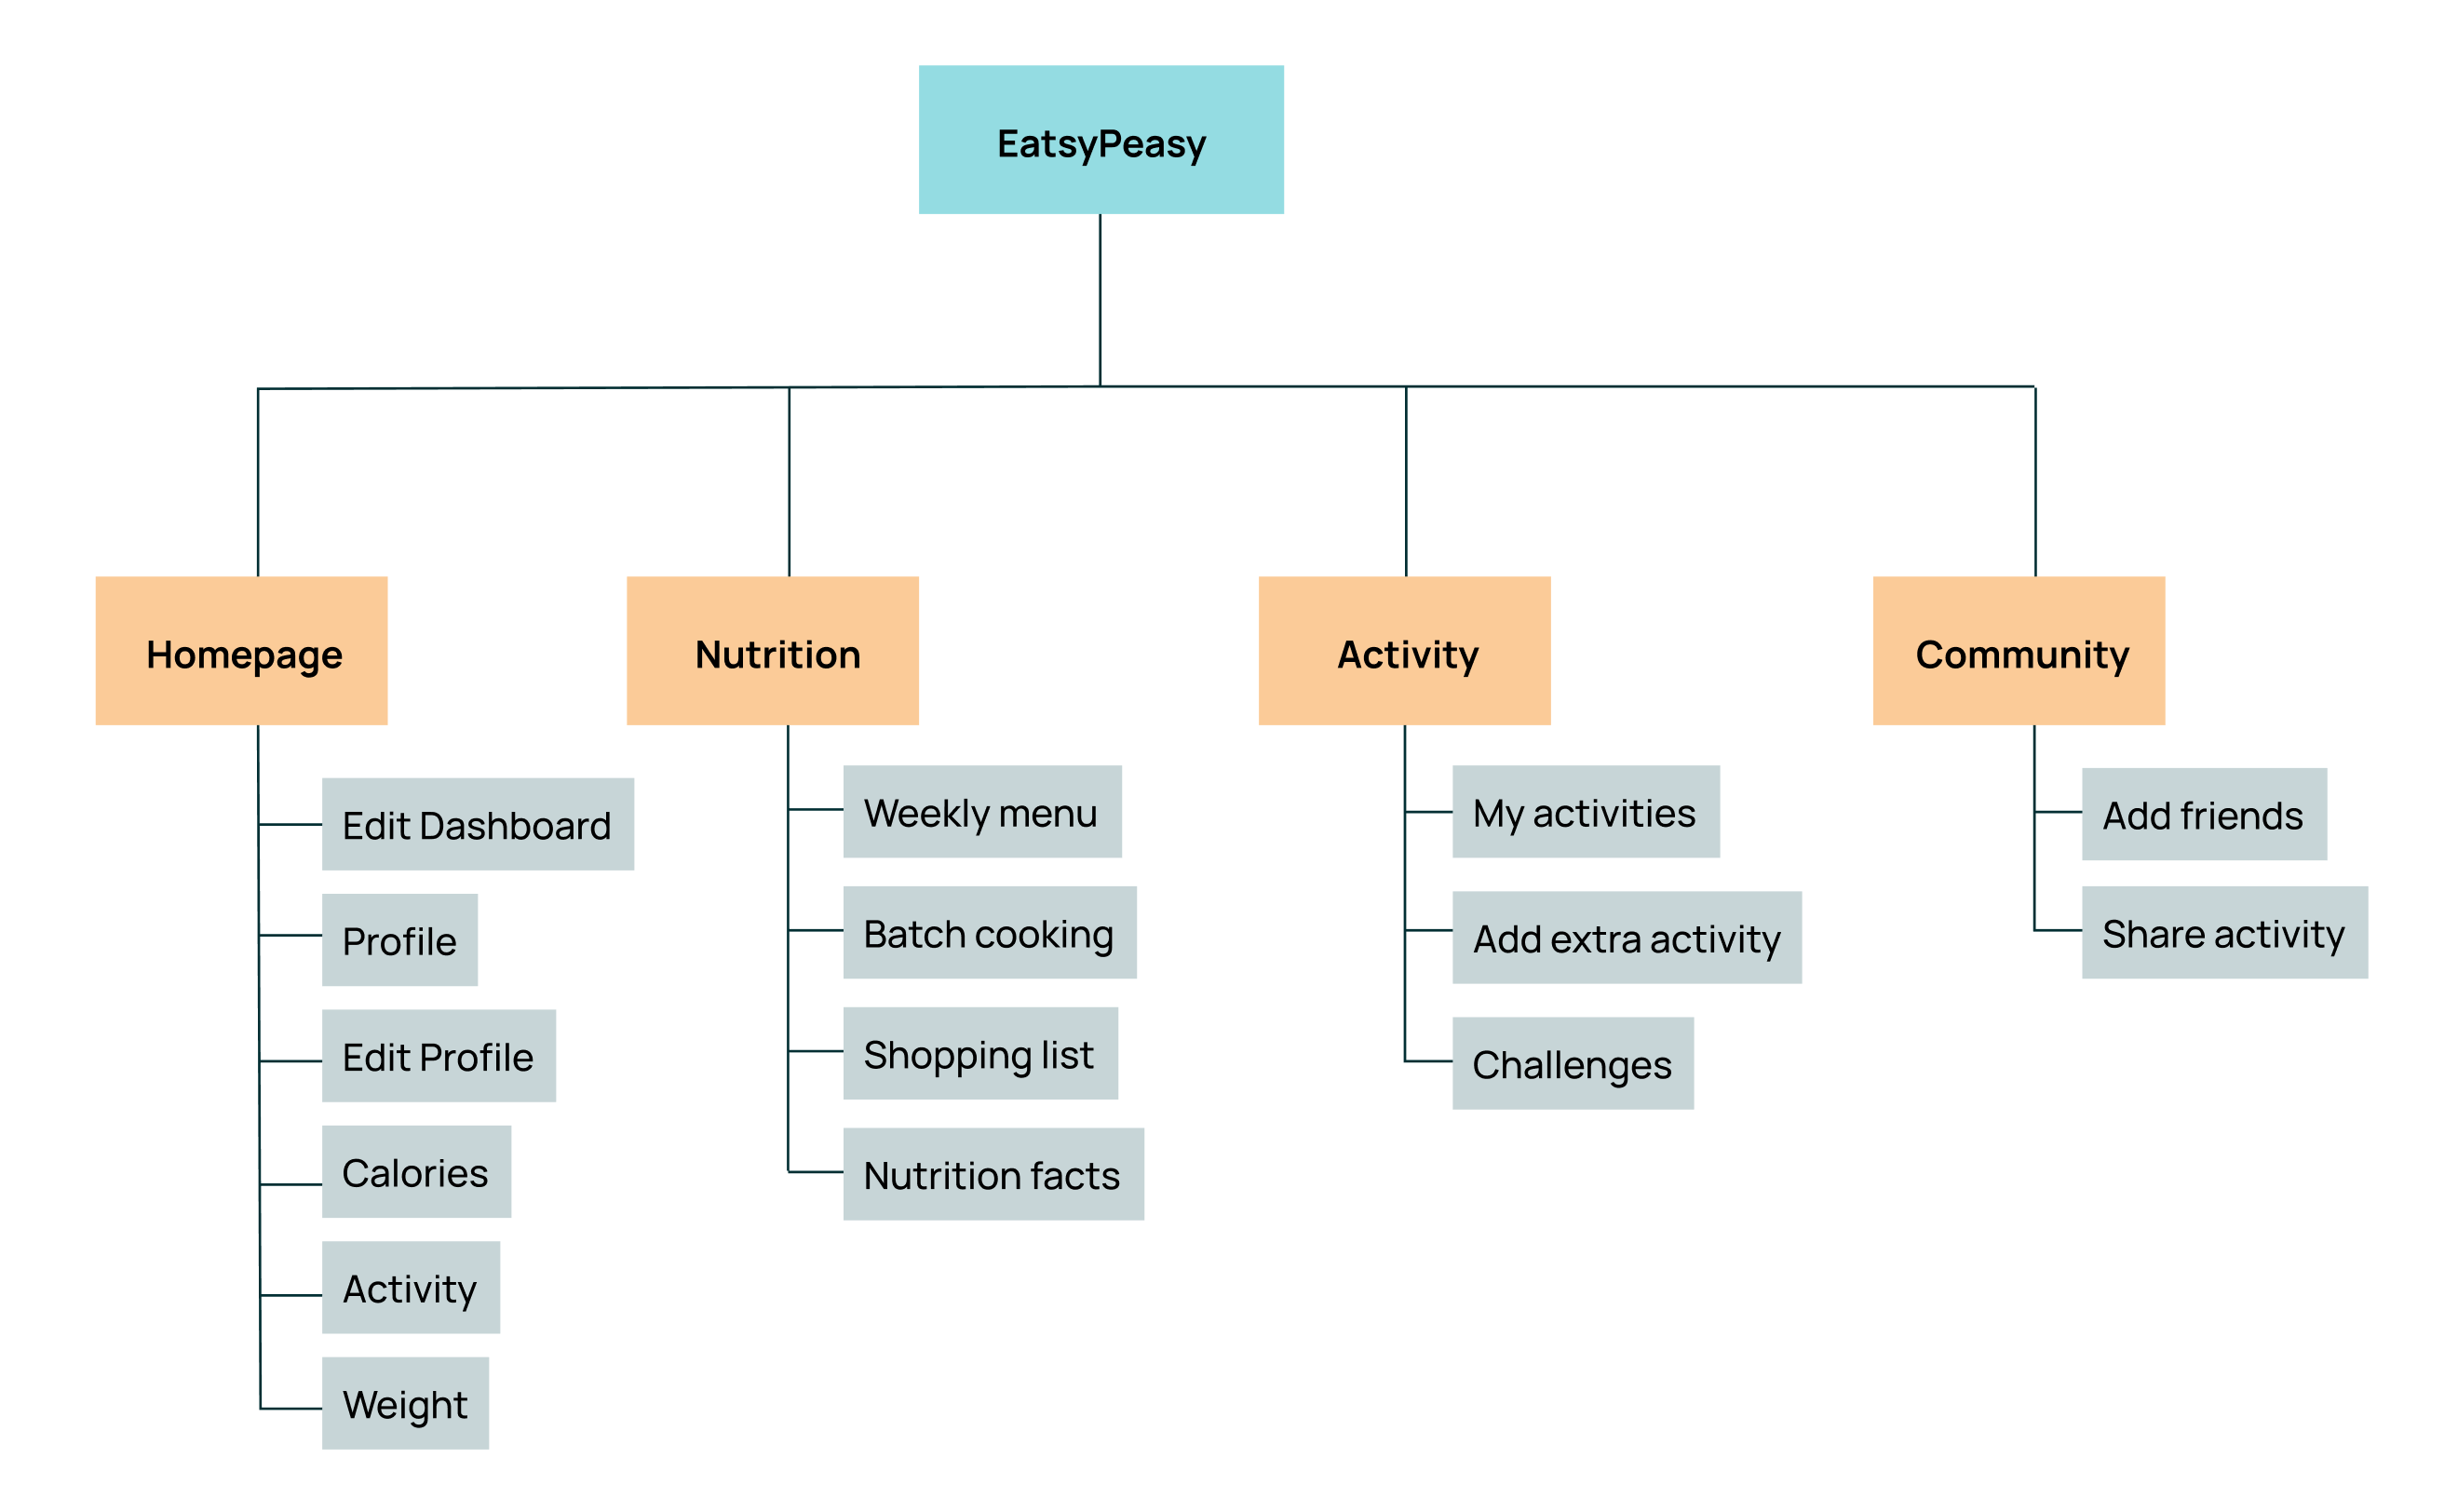 EatsyPeasy
Homepage
Nutrition
Activity
Community
Edit Dashboard
Profile
Edit Profile
Calories
Activity
Weight
Weekly menu
Batch cooking
Shopping list
Nutrition facts
My activities
Add extra activity
Challenges
Add friends
Share activity